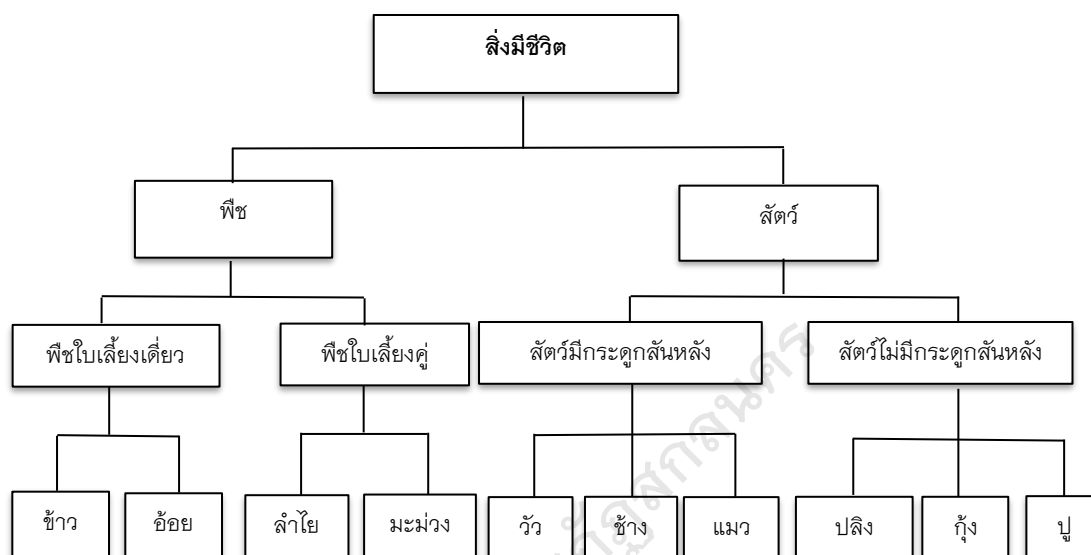 สิ่งมีชีวิต
พืช
สัตว์
พืชใบเลี้ยงเดี่ยว
พืชใบเลี้ยงคู่
สัตว์มีกระดูกสันหลัง
สัตว์ไม่มีกระดูกสันหลัง
ข้าว
อ้อย
ลำไย
มะม่วง
วัว
ช้าง
แมว
ปลิง
กุ้ง
ปู